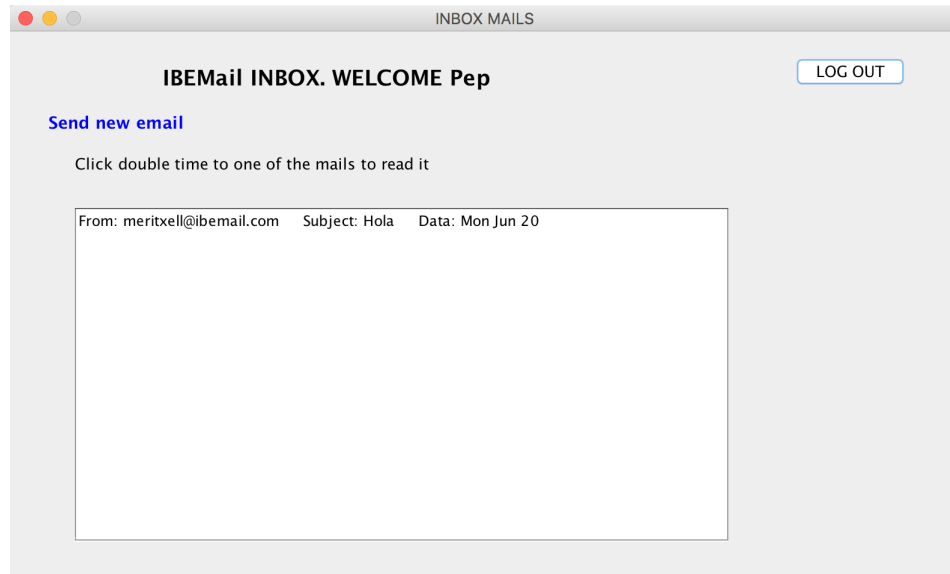 INBOX MAILS
IBEMail INBOX. WELCOME Pep
LOG OUT
Send new email
Click double time to one of the mails to read it
From: meritxell@ibemail.com Subject: Hola Data: Mon Jun 20